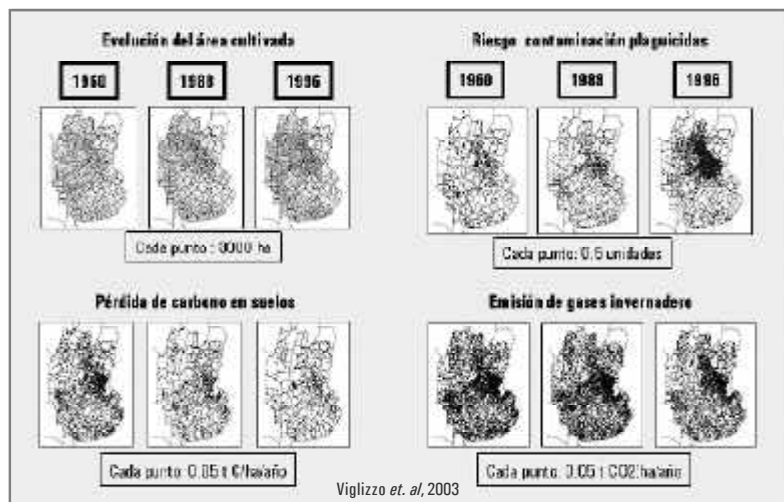 Evolución del área cultivada
1960 1988 1996
Cada punto : 3000 ha
Riesgo contaminación plaguicidas
1960 1988 1996
Cada punto: 0,5 unidades
Pérdida de carbono en suelos
Cada punto: 0,05 t C/ha/año
Emisión de gases invernadero
Cada punto: 0,05 t CO2/ha/año
Viglizzo et. al, 2003